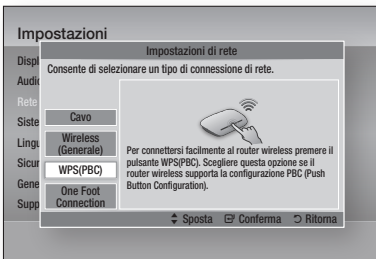 Impostazioni
Impostazioni di rete
Displ
Consente di selezionare un tipo di connessione di rete.
Audio
Rete
Siste
Lingu
Sicur
Gene
Supp
Cavo
Wireless
(Generale)
WPS(PBC)
One Foot
Connection
Per connettersi facilmente al router wireless premere il
pulsante WPS(PBC). Scegliere questa opzione se il
router wireless supporta la configurazione PBC (Push
Button Configuration).
Sposta Conferma Ritorna